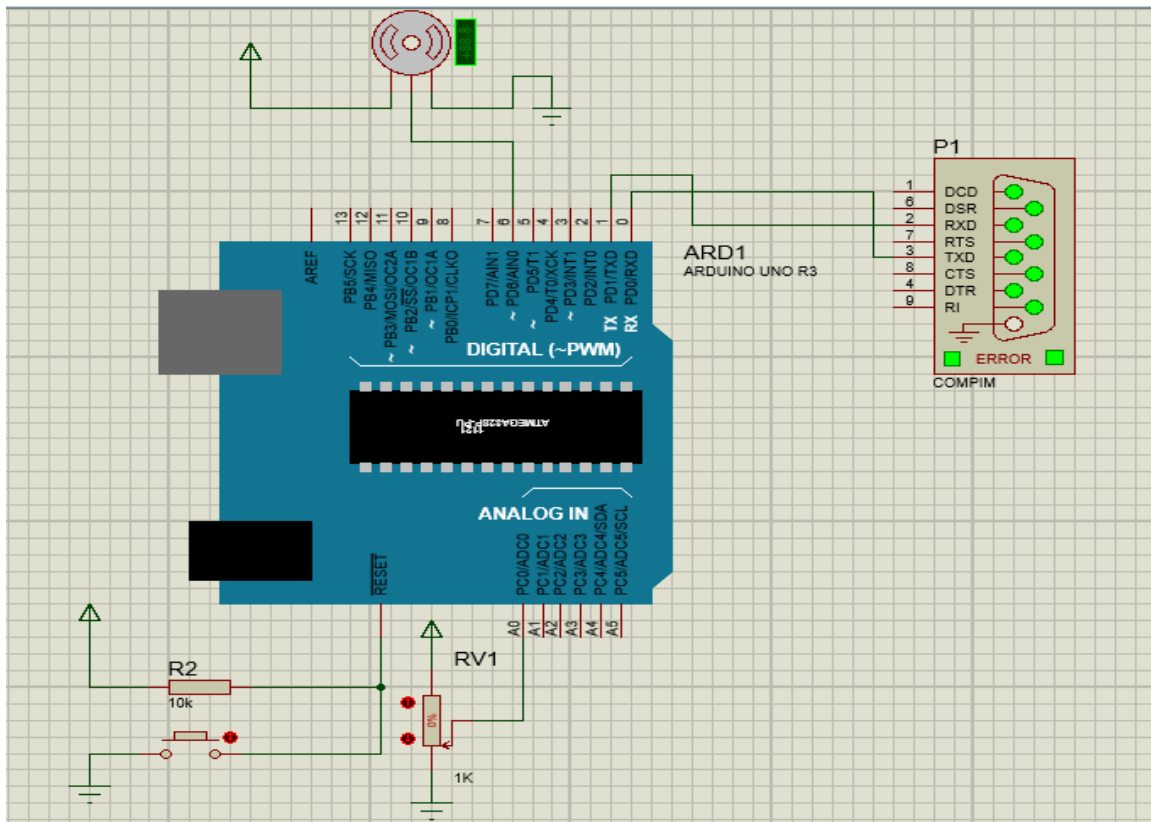 +88.8
P1
1
DCD
6
DSR
2
RXD
7
RTS
3
TXD
8
CTS
4
DTR
9
RI
ERROR
COMPIM
ARD1
ARDUINO UNO R3
13
12
11
10
9
8
7
6
5
4
3
2
1
0
AREF
PB5/SCK
PB4/MISO
~ PB3/MOSI/OC2A
~ PB2/SS/OC1B
~ PB1/OC1A
PB0/ICP1/CLKO
PD7/AIN1
~ PD6/AIN0
~ PD5/T1
PD4/T0/XCK
~ PD3/INT1
PD2/INT0
TX PD1/TXD
RX PD0/RXD
DIGITAL (~PWM)
ATMEGA328P-PU
1121
ANALOG IN
RESET
PC0/ADC0
PC1/ADC1
PC2/ADC2
PC3/ADC3
PC4/ADC4/SDA
PC5/ADC5/SCL
A0
A1
A2
A3
A4
A5
R2
10k
RV1
0%
1K